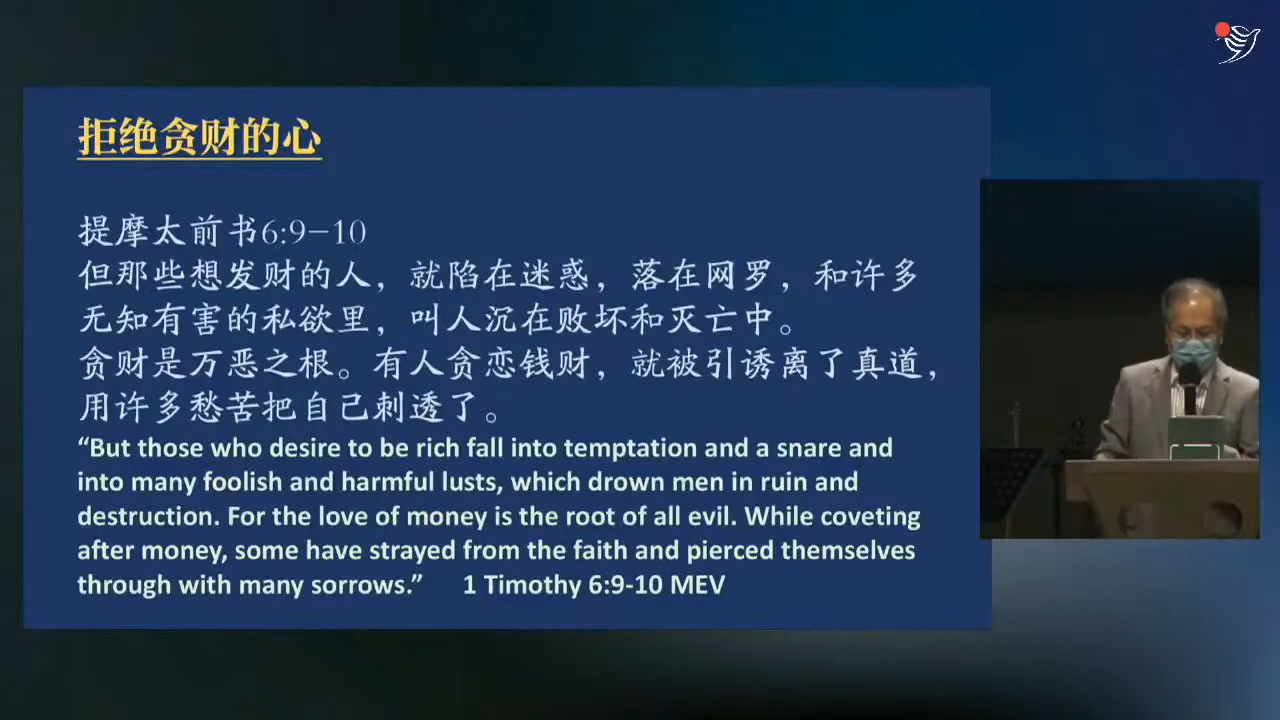 拒绝贪财的心
提摩太前书6:9-10
但那些想发财的人，就陷在迷惑，落在网罗，和许多
无知有害的私欲里，叫人沉在败坏和灭亡中。
贪财是万恶之根。有人贪恋钱财，就被引诱离了真道，
用许多愁苦把自己刺透了。
“But those who desire to be rich fall into temptation and a snare and
into many foolish and harmful lusts, which drown men in ruin and
destruction. For the love of money is the root of all evil. While coveting
after money, some have strayed from the faith and pierced themselves
through with many sorrows.” 1 Timothy 6:9-10 MEV